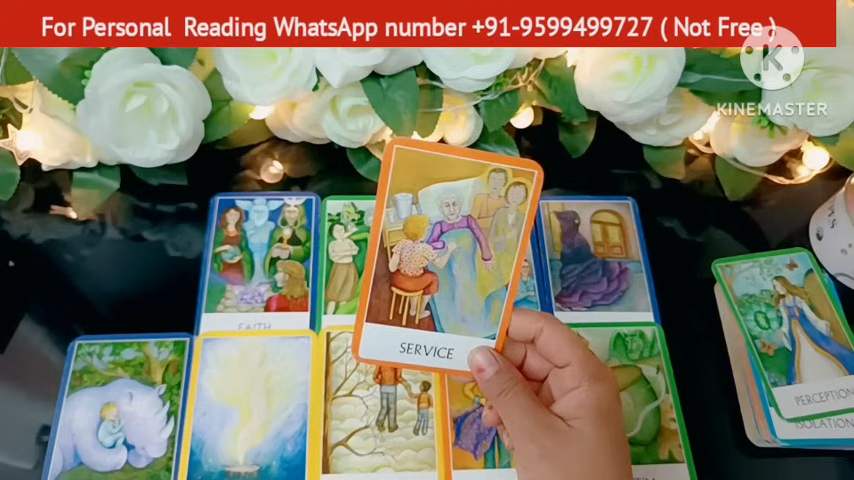 For Personal Reading WhatsApp number +91-9599499727 ( Not Free )
K
KINEMASTER
FAITH
SERVICE
PERCEPTION
ISOLATION